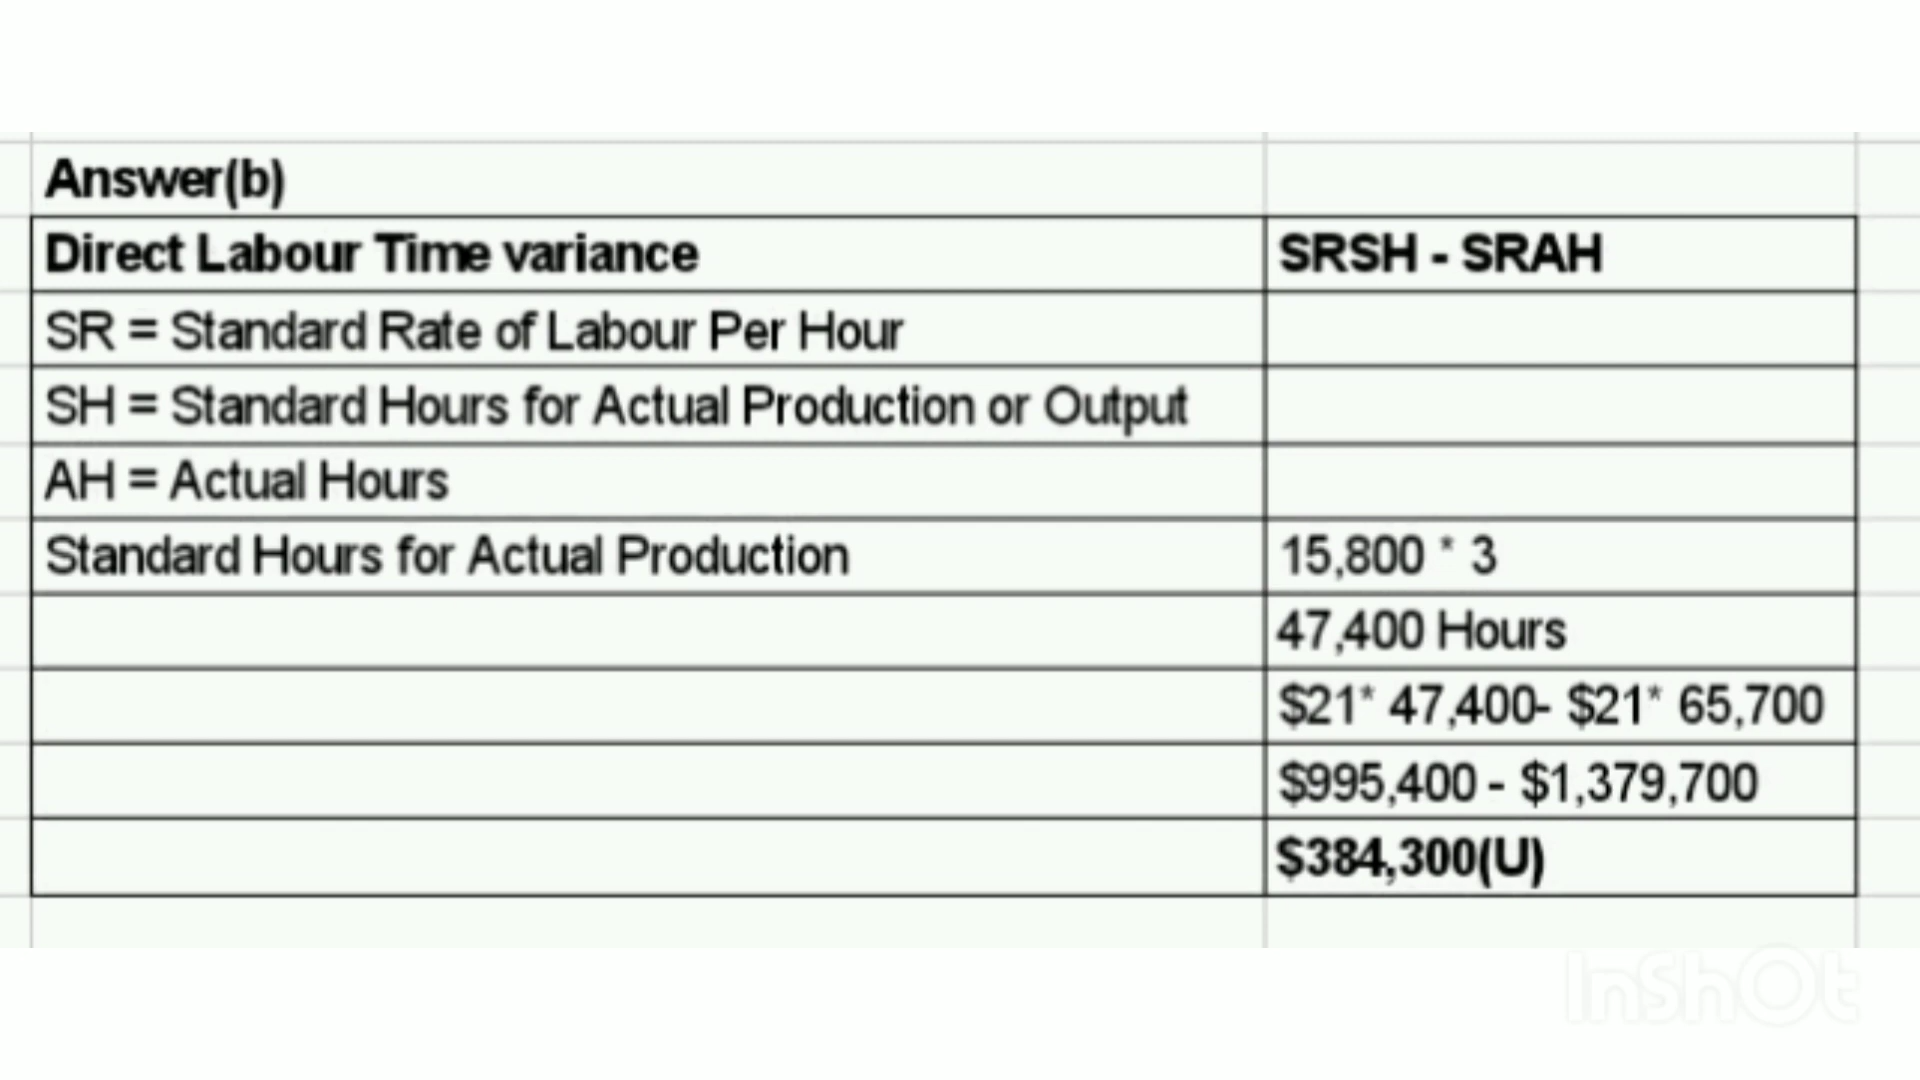 Answer(b)
Direct Labour Time variance SRSH - SRAH
SR = Standard Rate of Labour Per Hour
SH = Standard Hours for Actual Production or Output
AH = Actual Hours
Standard Hours for Actual Production 15,800 * 3
47,400 Hours
$21* 47,400- $21* 65,700
$995,400 - $1,379,700
$384,300(U)
InShOt